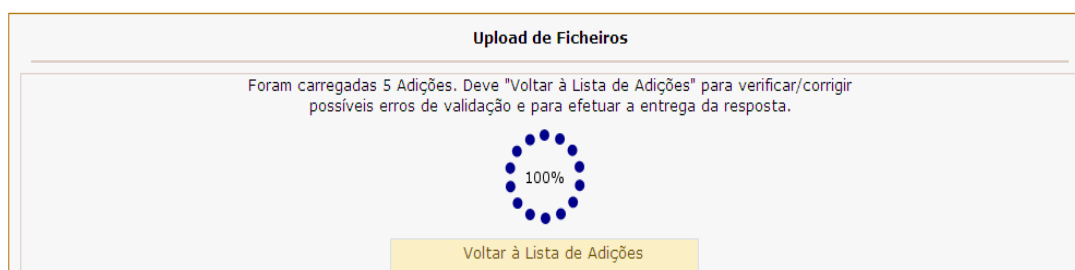 Upload de Ficheiros
Foram carregadas 5 Adições. Deve "Voltar à Lista de Adições" para verificar/corrigir
possíveis erros de validação e para efetuar a entrega da resposta.
100%
Voltar à Lista de Adições